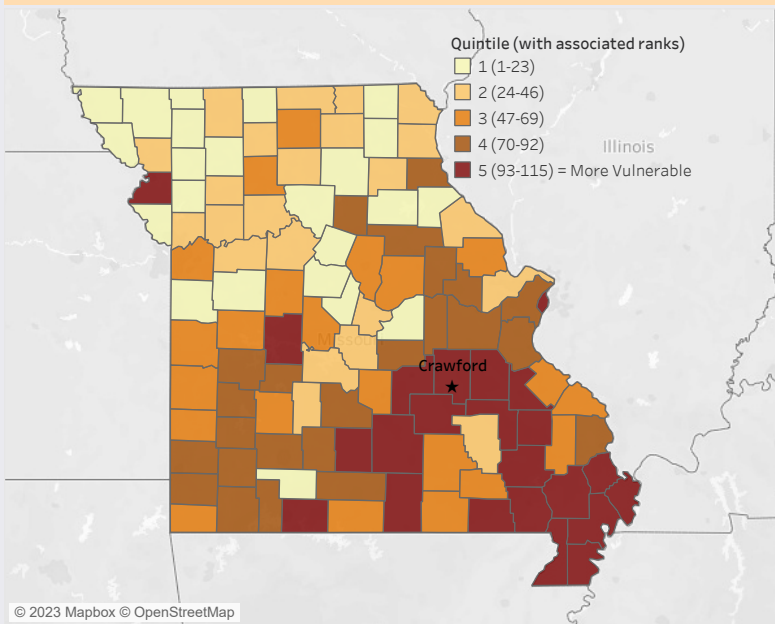 Quintile (with associated ranks)
1 (1-23)
2 (24-46)
3 (47-69)
4 (70-92)
5 (93-115) = More Vulnerable
Illinois
Missouri
Crawford
© 2023 Mapbox © OpenStreetMap